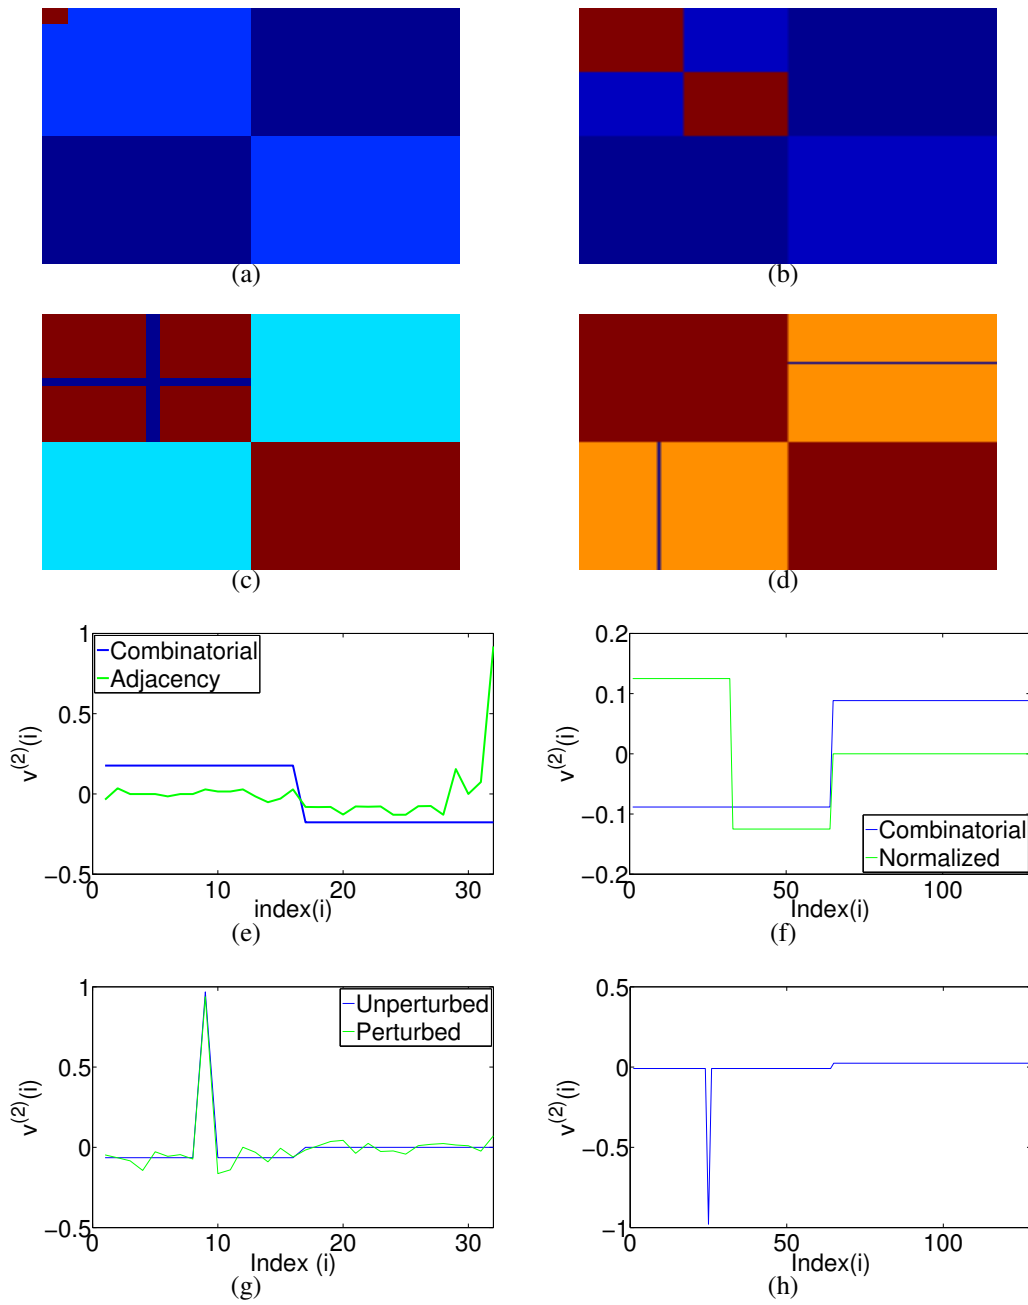 (a)
(b)
(c)
(d)
1
0.5
0
−0.5
0
10
20
30
v(2)(i)
index(i)
Combinatorial
Adjacency
(e)
0.2
0.1
0
−0.1
−0.2
0
50
100
v(2)(i)
Index(i)
Combinatorial
Normalized
(f)
1
0.5
0
−0.5
0
10
20
30
v(2)(i)
Index (i)
Unperturbed
Perturbed
(g)
0.5
0
−0.5
−1
0
50
100
v(2)(i)
Index(i)
(h)